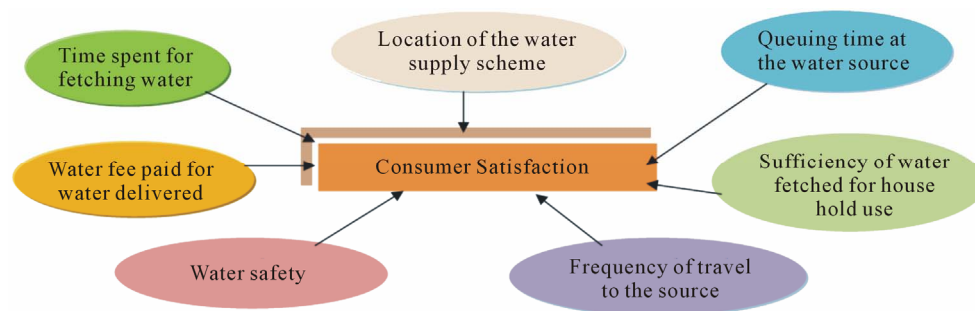 Time spent for
fetching water
Location of the water
supply scheme
Queuing time at
the water source
Water fee paid for
water delivered
Consumer Satisfaction
Sufficiency of water
fetched for house
hold use
Water safety
Frequency of travel
to the source